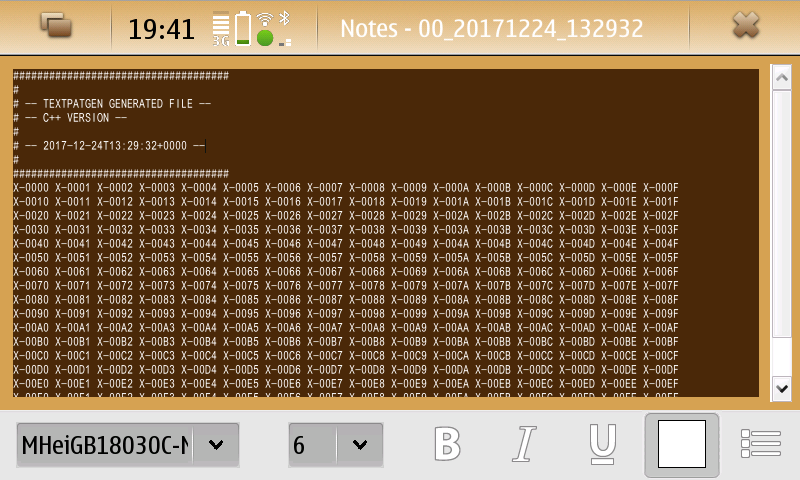 19:41 3G Notes - 00_20171224_132932
####################################
#
# -- TEXTPATGEN GENERATED FILE --
# -- C++ VERSION --
#
# -- 2017-12-24T13:29:32+0000 --
#
####################################
X-0000 X-0001 X-0002 X-0003 X-0004 X-0005 X-0006 X-0007 X-0008 X-0009 X-000A X-000B X-000C X-000D X-000E X-000F
X-0010 X-0011 X-0012 X-0013 X-0014 X-0015 X-0016 X-0017 X-0018 X-0019 X-001A X-001B X-001C X-001D X-001E X-001F
X-0020 X-0021 X-0022 X-0023 X-0024 X-0025 X-0026 X-0027 X-0028 X-0029 X-002A X-002B X-002C X-002D X-002E X-002F
X-0030 X-0031 X-0032 X-0033 X-0034 X-0035 X-0036 X-0037 X-0038 X-0039 X-003A X-003B X-003C X-003D X-003E X-003F
X-0040 X-0041 X-0042 X-0043 X-0044 X-0045 X-0046 X-0047 X-0048 X-0049 X-004A X-004B X-004C X-004D X-004E X-004F
X-0050 X-0051 X-0052 X-0053 X-0054 X-0055 X-0056 X-0057 X-0058 X-0059 X-005A X-005B X-005C X-005D X-005E X-005F
X-0060 X-0061 X-0062 X-0063 X-0064 X-0065 X-0066 X-0067 X-0068 X-0069 X-006A X-006B X-006C X-006D X-006E X-006F
X-0070 X-0071 X-0072 X-0073 X-0074 X-0075 X-0076 X-0077 X-0078 X-0079 X-007A X-007B X-007C X-007D X-007E X-007F
X-0080 X-0081 X-0082 X-0083 X-0084 X-0085 X-0086 X-0087 X-0088 X-0089 X-008A X-008B X-008C X-008D X-008E X-008F
X-0090 X-0091 X-0092 X-0093 X-0094 X-0095 X-0096 X-0097 X-0098 X-0099 X-009A X-009B X-009C X-009D X-009E X-009F
X-00A0 X-00A1 X-00A2 X-00A3 X-00A4 X-00A5 X-00A6 X-00A7 X-00A8 X-00A9 X-00AA X-00AB X-00AC X-00AD X-00AE X-00AF
X-00B0 X-00B1 X-00B2 X-00B3 X-00B4 X-00B5 X-00B6 X-00B7 X-00B8 X-00B9 X-00BA X-00BB X-00BC X-00BD X-00BE X-00BF
X-00C0 X-00C1 X-00C2 X-00C3 X-00C4 X-00C5 X-00C6 X-00C7 X-00C8 X-00C9 X-00CA X-00CB X-00CC X-00CD X-00CE X-00CF
X-00D0 X-00D1 X-00D2 X-00D3 X-00D4 X-00D5 X-00D6 X-00D7 X-00D8 X-00D9 X-00DA X-00DB X-00DC X-00DD X-00DE X-00DF
X-00E0 X-00E1 X-00E2 X-00E3 X-00E4 X-00E5 X-00E6 X-00E7 X-00E8 X-00E9 X-00EA X-00EB X-00EC X-00ED X-00EE X-00EF
MHeiGB18030C-M 6 B I U